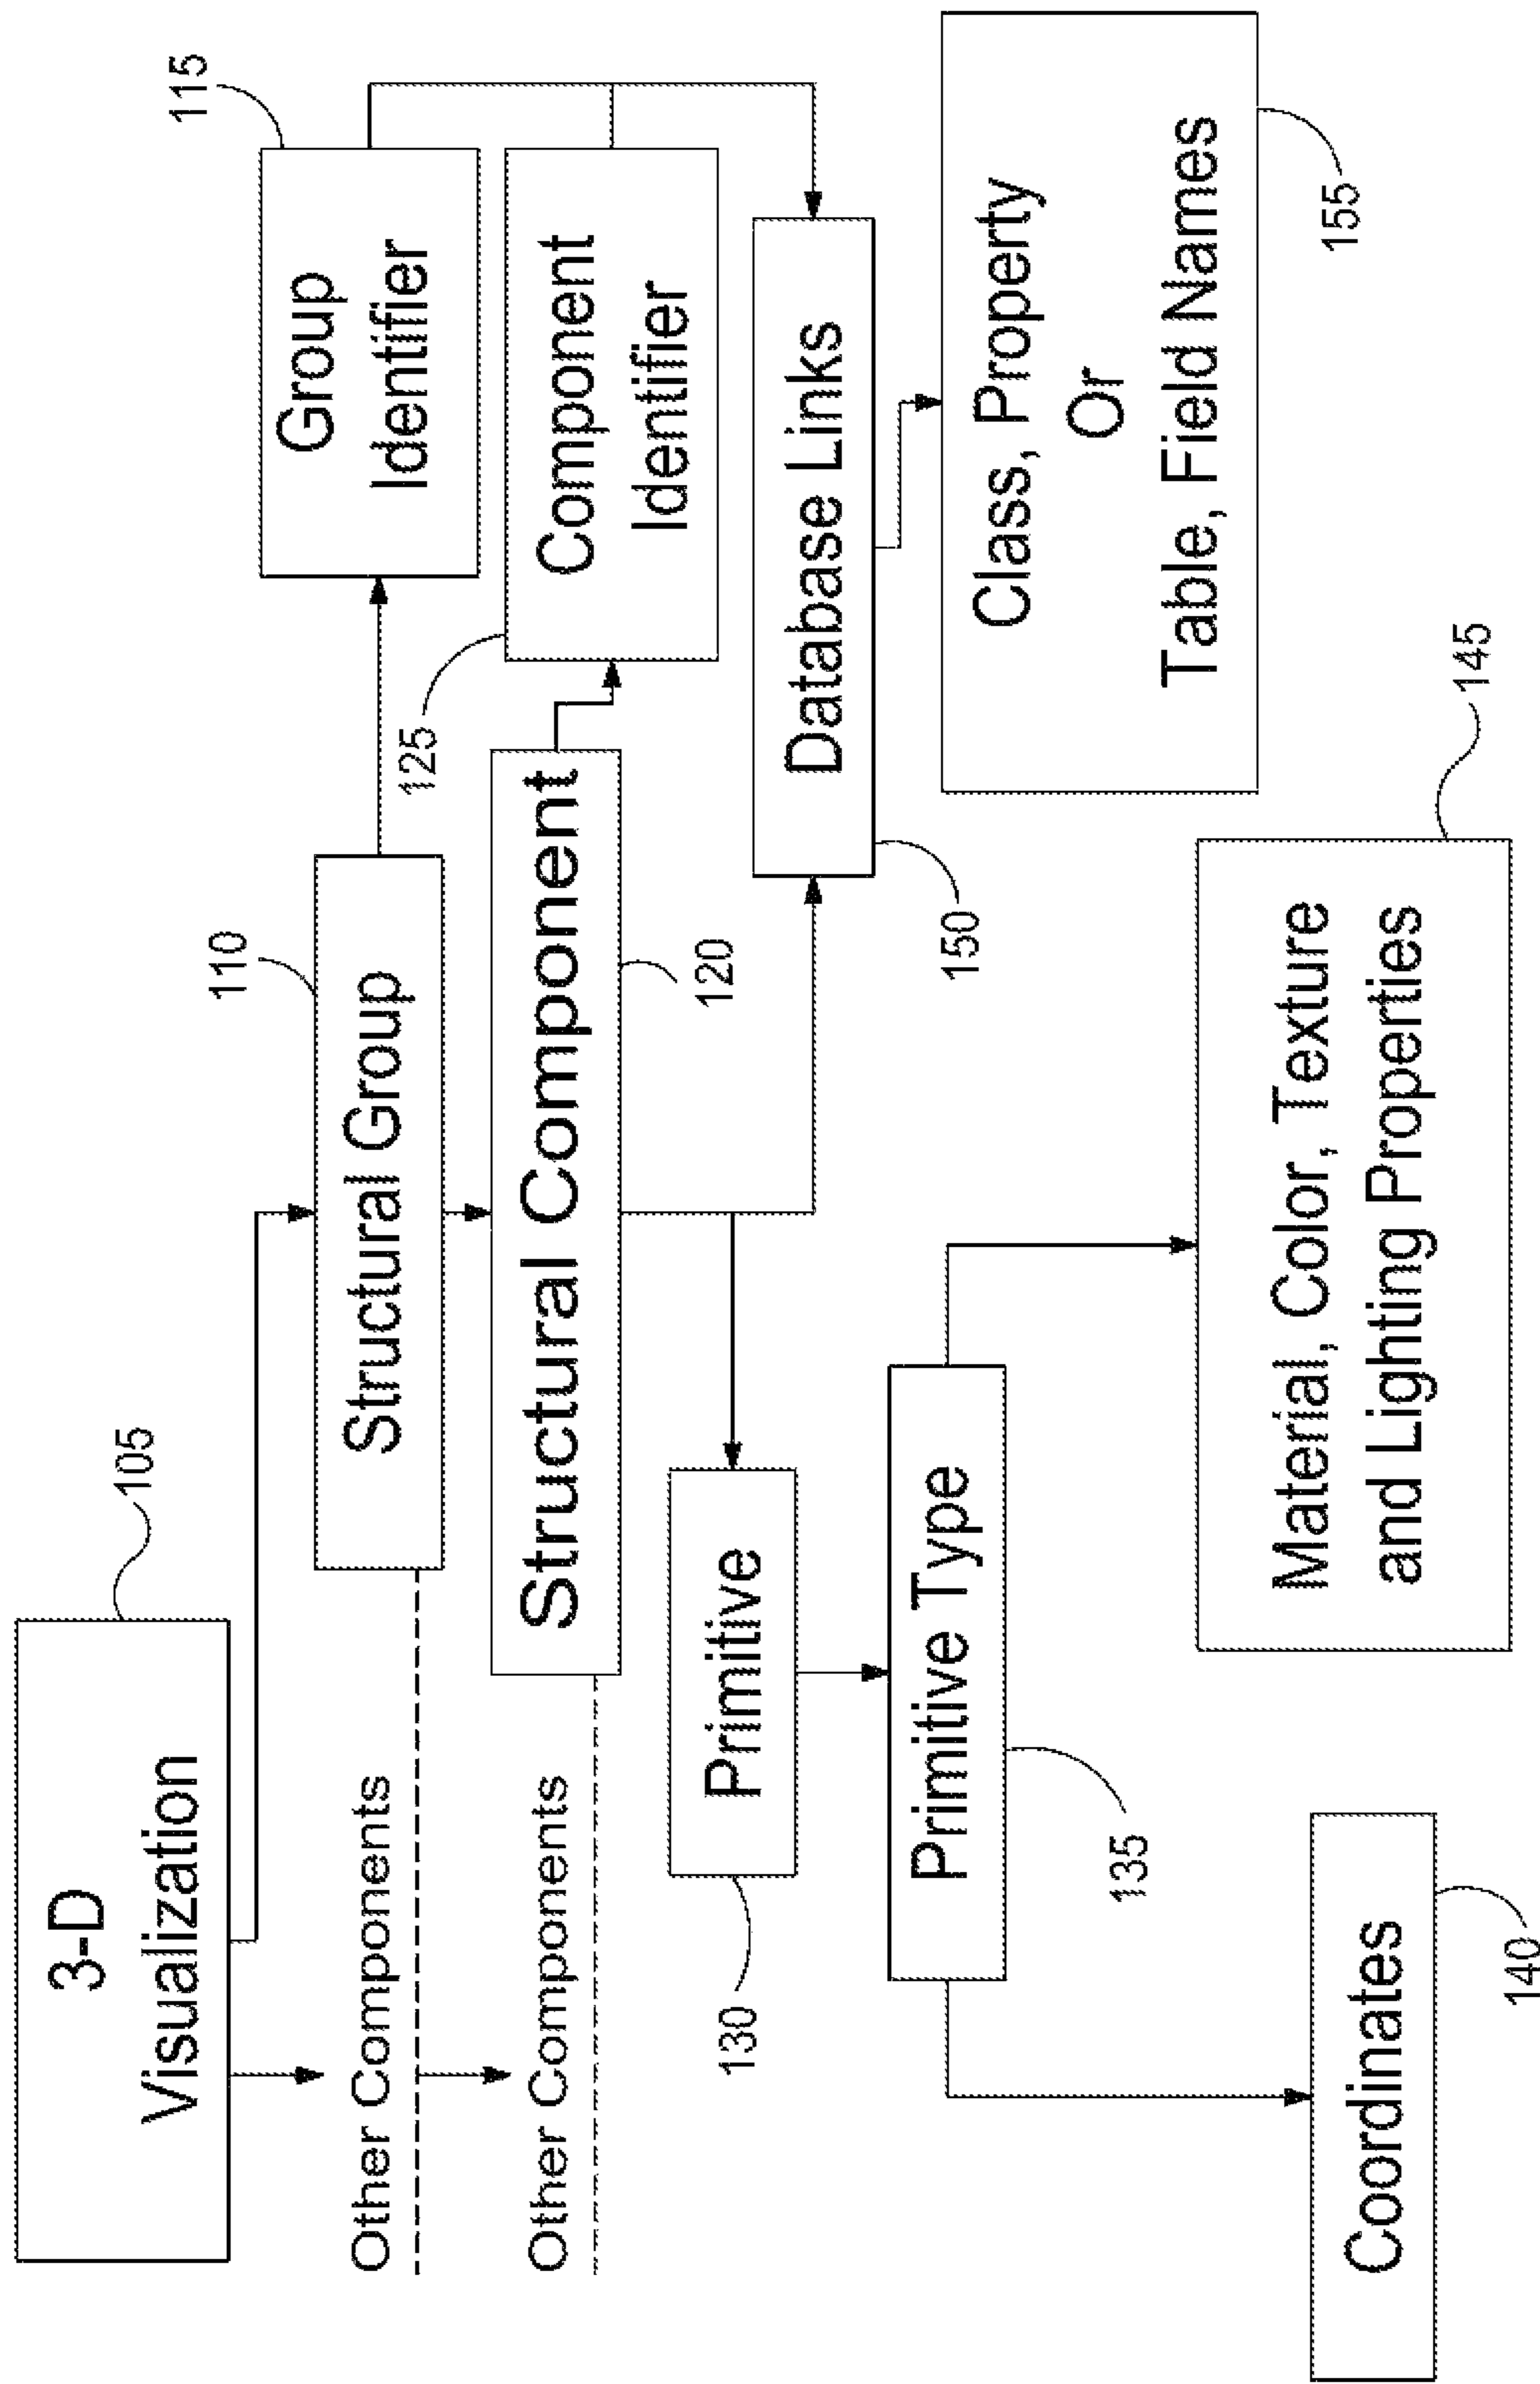 3-D
Visualization
105
110
Structural Group
115
Group
Identifier
Other Components
Structural Component
120
125
Component
Identifier
Other Components
Primitive
130
Database Links
150
Primitive Type
135
Class, Property
Or
Table, Field Names
155
Material, Color, Texture
and Lighting Properties
145
Coordinates
140